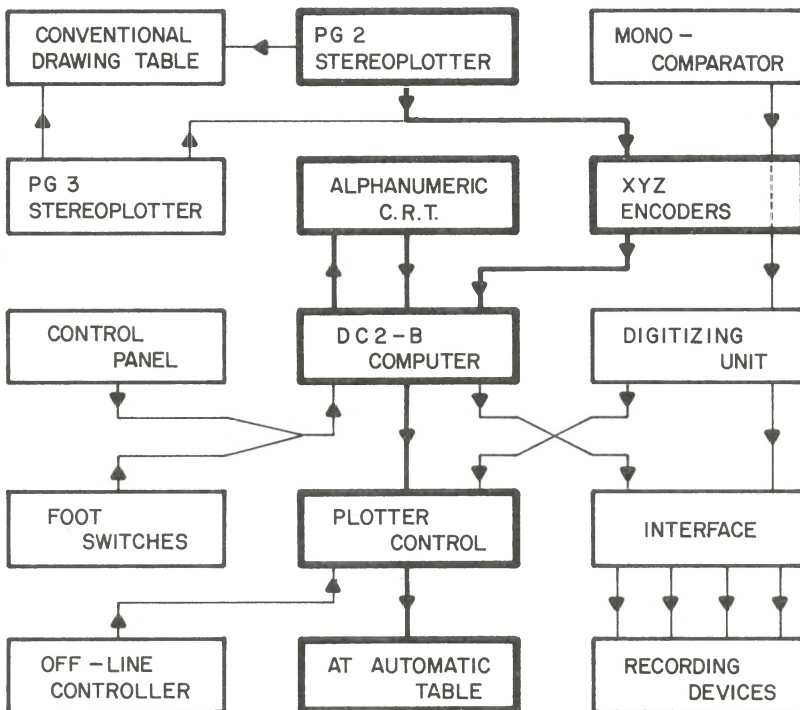 CONVENTIONAL
DRAWING TABLE
PG 2
STEREOPLOTTER
MONO-
COMPARATOR
PG 3
STEREOPLOTTER
ALPHANUMERIC
C.R.T.
XYZ
ENCODERS
CONTROL
PANEL
DC2-B
COMPUTER
DIGITIZING
UNIT
FOOT
SWITCHES
PLOTTER
CONTROL
INTERFACE
OFF-LINE
CONTROLLER
AT AUTOMATIC
TABLE
RECORDING
DEVICES